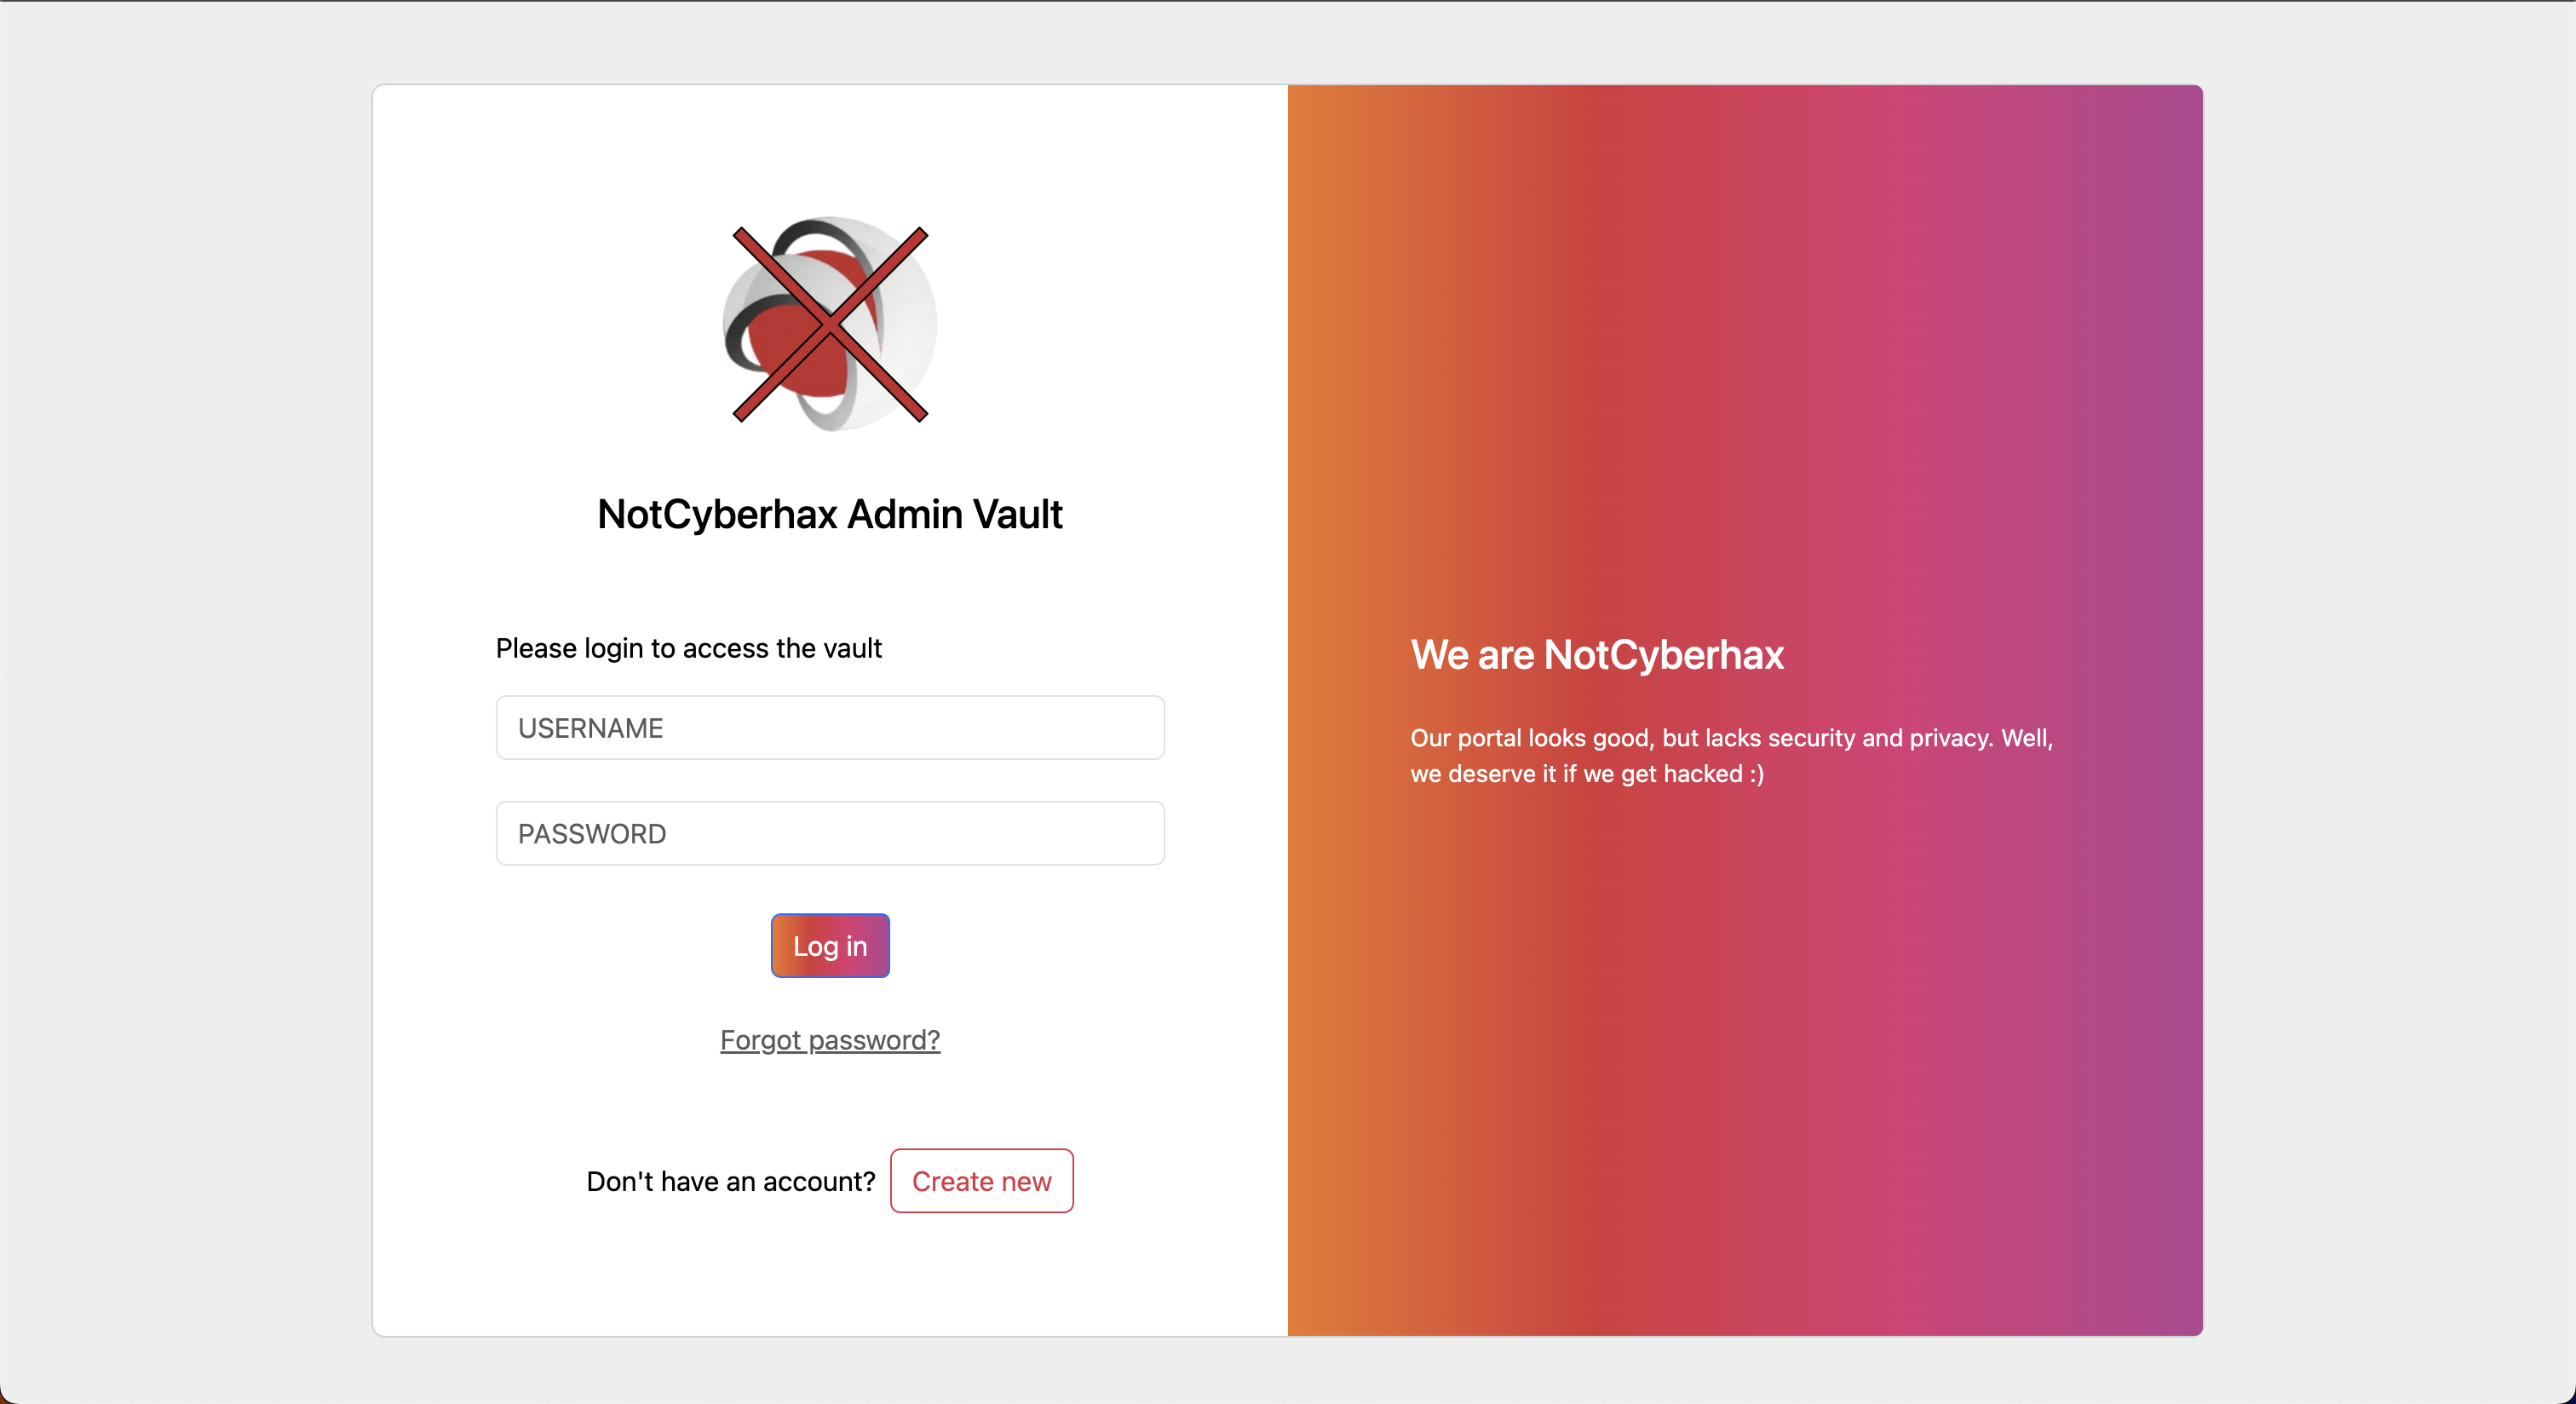 NotCyberhax Admin Vault
Please login to access the vault
USERNAME
PASSWORD
Log in
Forgot password?
Don't have an account? Create new
We are NotCyberhax
Our portal looks good, but lacks security and privacy. Well,
we deserve it if we get hacked :)